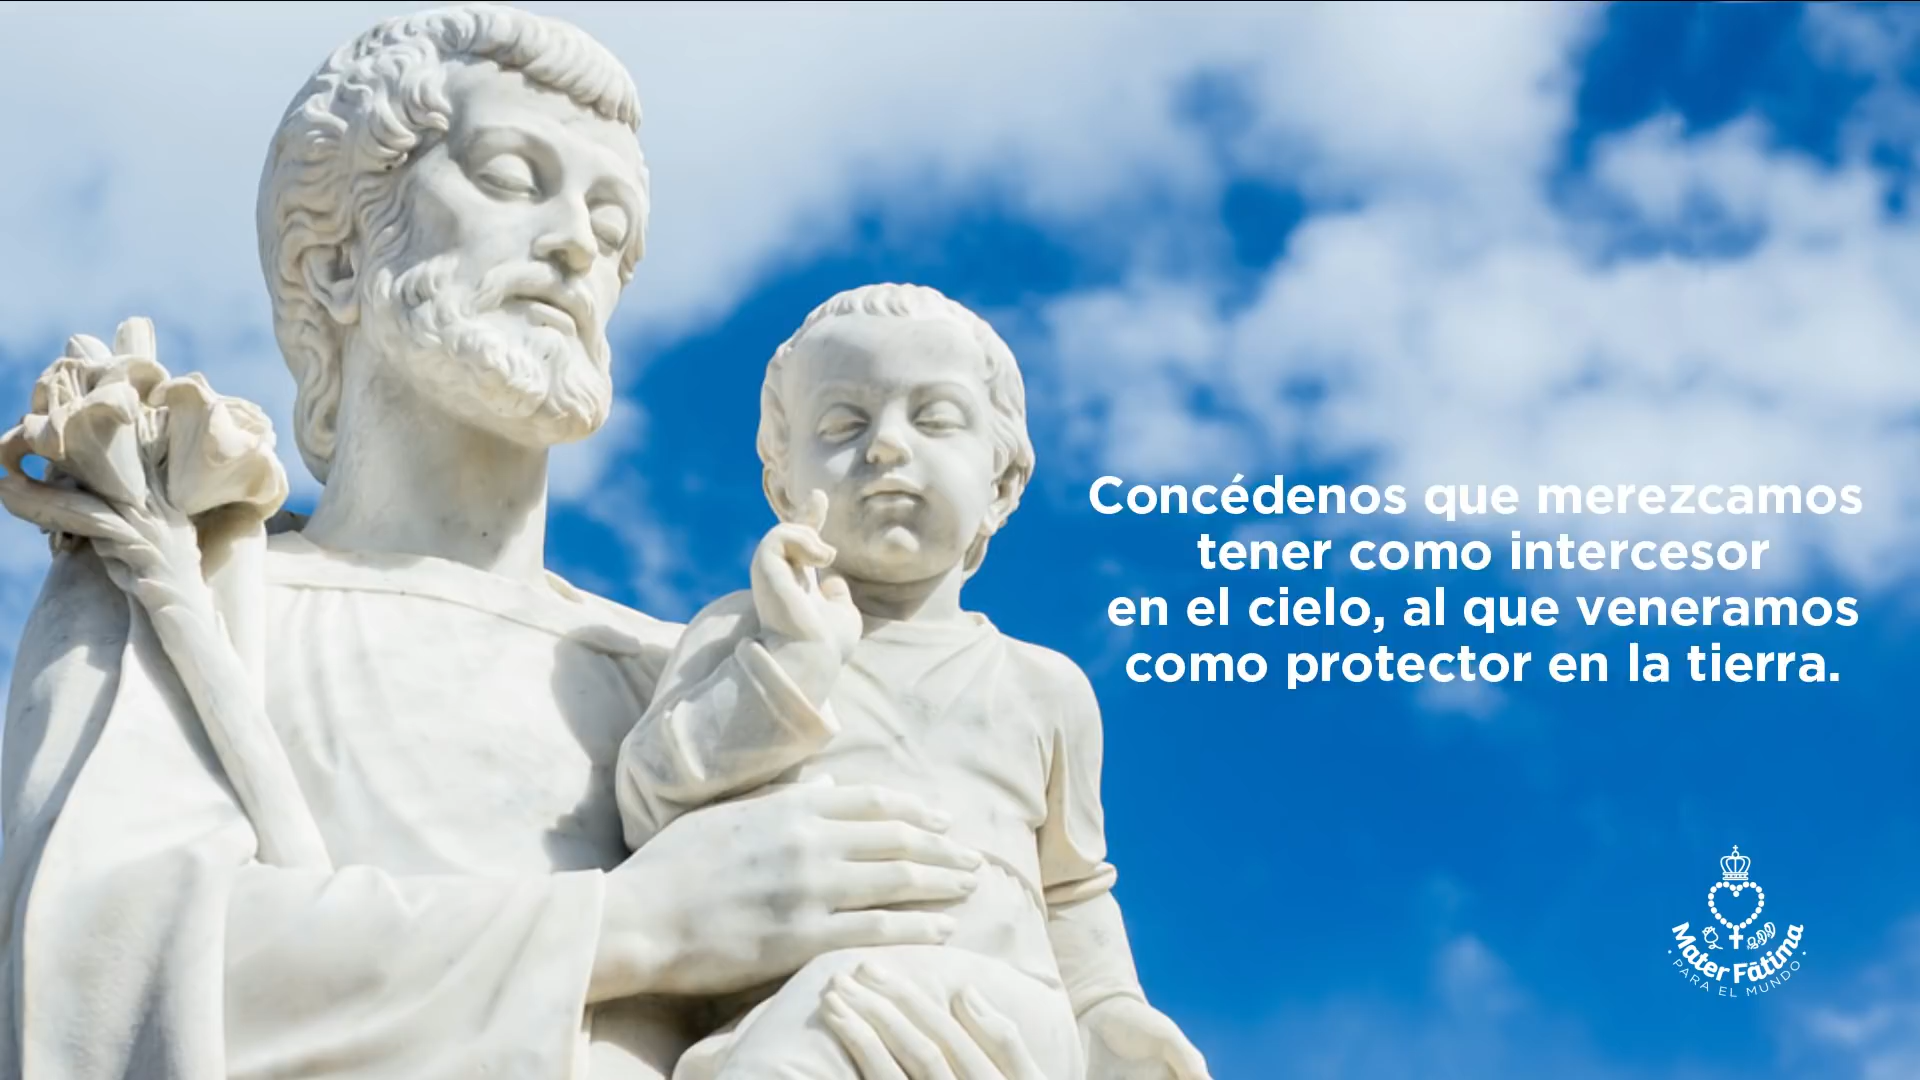 Concédenos que merezcamos
tener como intercesor
en el cielo, al que veneramos
como protector en la tierra.
Mater Fátima
PARA EL MUNDO